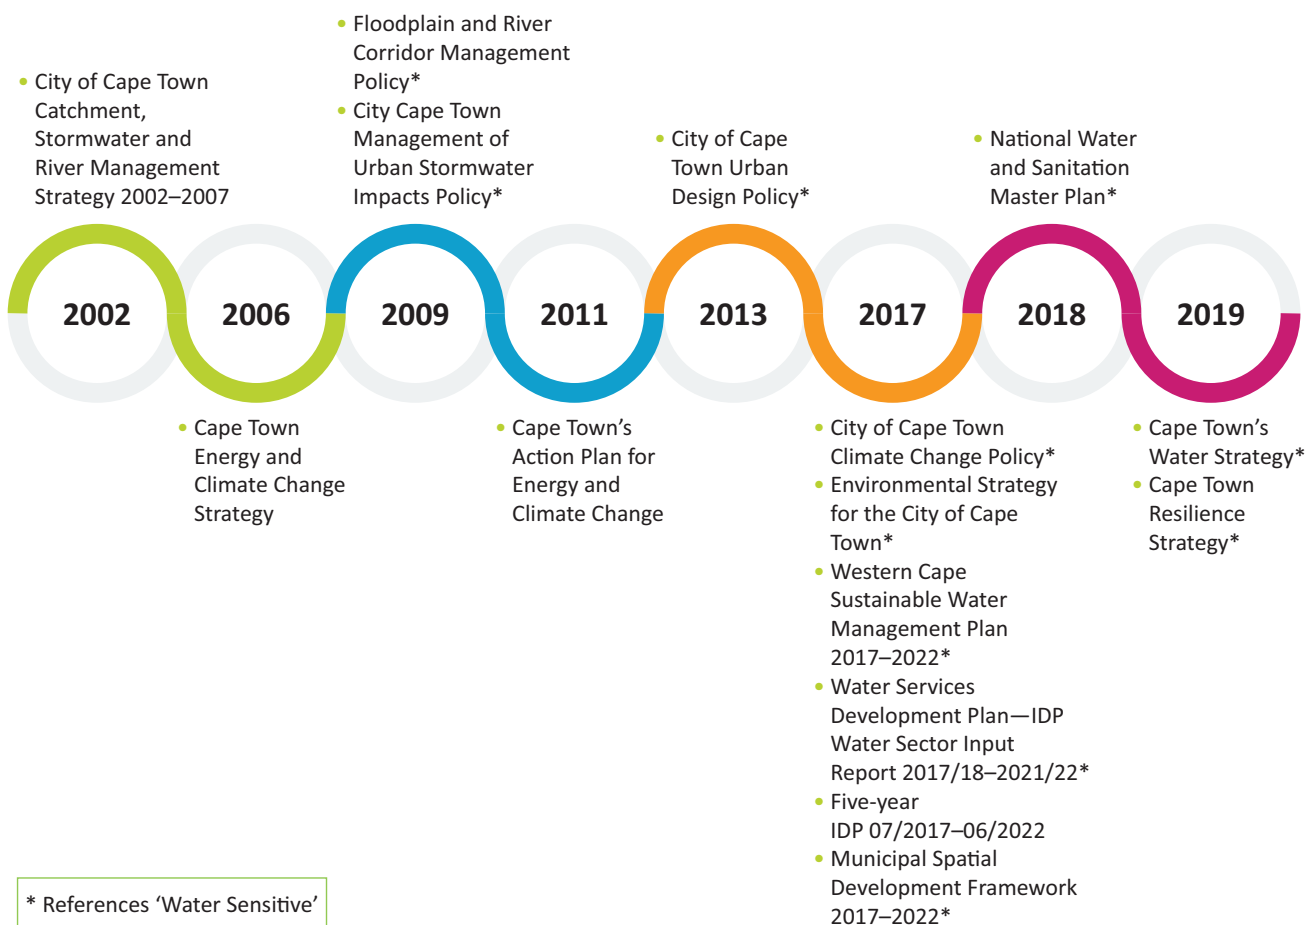 • Floodplain and River
Corridor Management
Policy*
• City Cape Town
Management of
Urban Stormwater
Impacts Policy*
• City of Cape Town
Catchment,
Stormwater and
River Management
Strategy 2002–2007
• City of Cape
Town Urban
Design Policy*
• National Water
and Sanitation
Master Plan*
2002
2006
2009
2011
2013
2017
2018
2019
• Cape Town
Energy and
Climate Change
Strategy
• Cape Town’s
Action Plan for
Energy and
Climate Change
• City of Cape Town
Climate Change Policy*
• Environmental Strategy
for the City of Cape
Town*
• Western Cape
Sustainable Water
Management Plan
2017–2022*
• Water Services
Development Plan—IDP
Water Sector Input
Report 2017/18–2021/22*
• Five-year
IDP 07/2017–06/2022
• Municipal Spatial
Development Framework
2017–2022*
• Cape Town’s
Water Strategy*
• Cape Town
Resilience
Strategy*
* References ‘Water Sensitive’